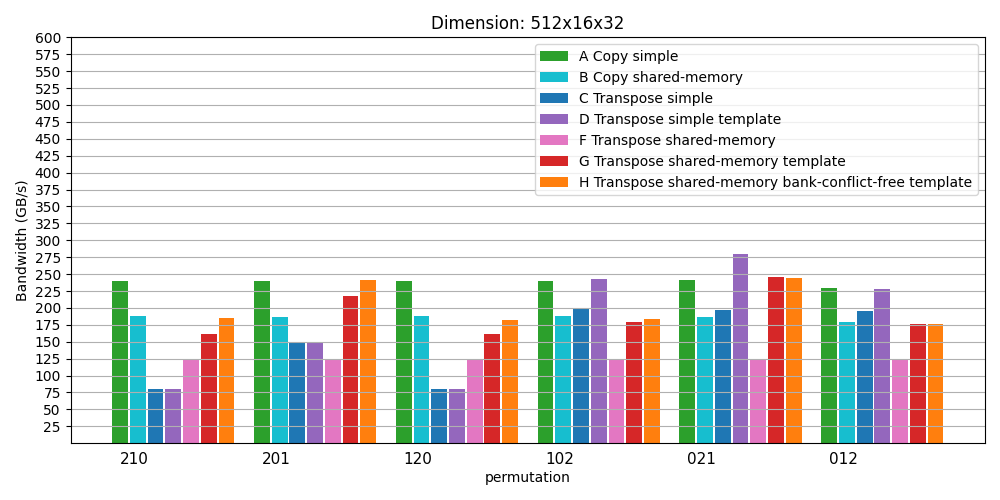 Dimension: 512x16x32
600
575
550
525
500
475
450
425
400
375
350
325
300
275
250
225
200
175
150
125
100
75
50
25
Bandwidth (GB/s)
A Copy simple
B Copy shared-memory
C Transpose simple
D Transpose simple template
F Transpose shared-memory
G Transpose shared-memory template
H Transpose shared-memory bank-conflict-free template
210 201 120 102 021 012
permutation